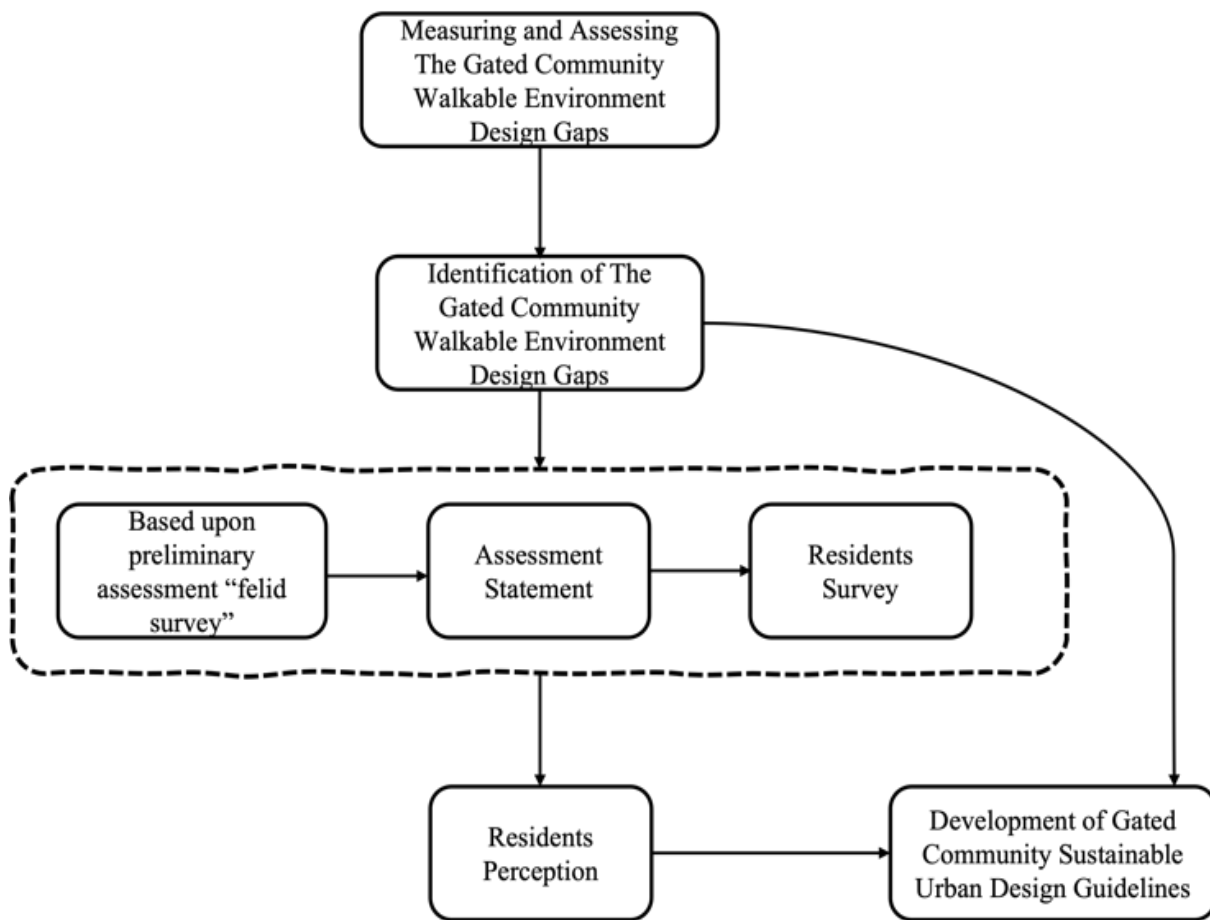 Measuring and Assessing
The Gated Community
Walkable Environment
Design Gaps
Identification of The
Gated Community
Walkable Environment
Design Gaps
Based upon
preliminary
assessment “felid
survey”
Assessment
Statement
Residents
Survey
Residents
Perception
Development of Gated
Community Sustainable
Urban Design Guidelines